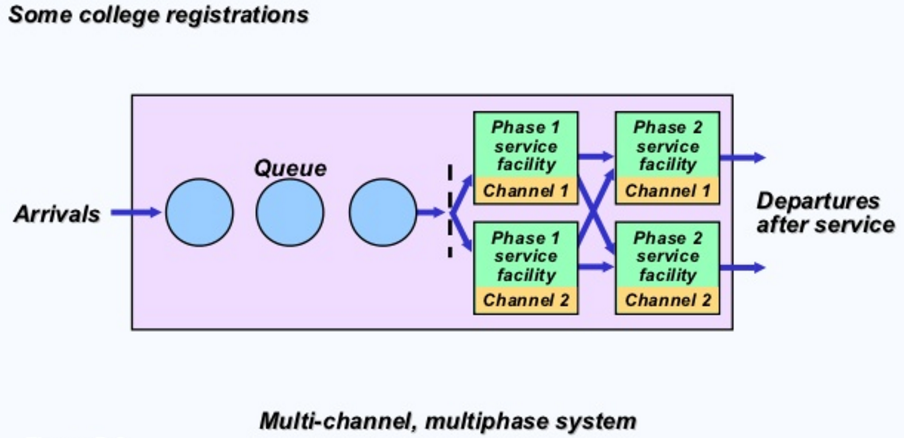 Some college registrations
Queue
Arrivals
Phase 1
service
facility
Channel 1
Phase 2
service
facility
Channel 1
Phase 1
service
facility
Channel 2
Phase 2
service
facility
Channel 2
Departures
after service
Multi-channel, multiphase system